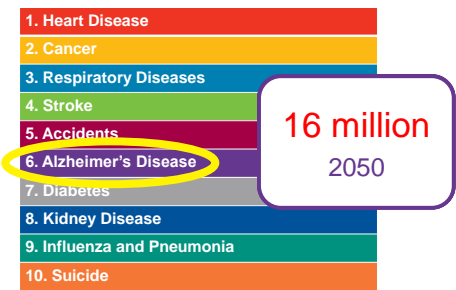 1. Heart Disease
2. Cancer
3. Respiratory Diseases
4. Stroke
5. Accidents
6. Alzheimer's Disease
7. Diabetes
8. Kidney Disease
9. Influenza and Pneumonia
10. Suicide
16 million
2050